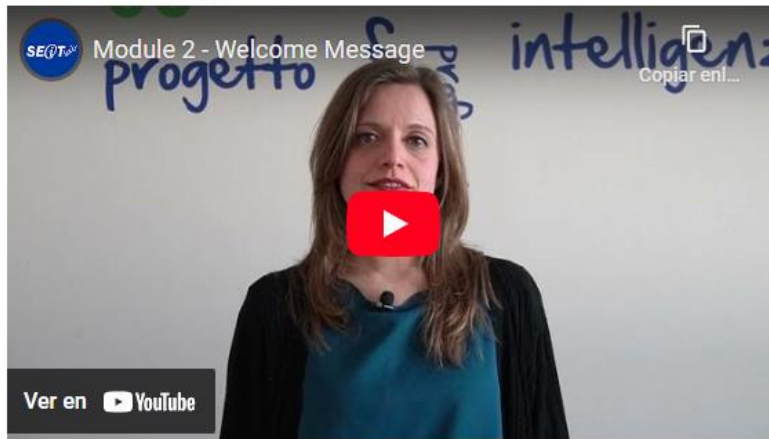 SE@T
Module 2 - Welcome Message
progetto
intelligenz
Copiar enl...
Ver en YouTube